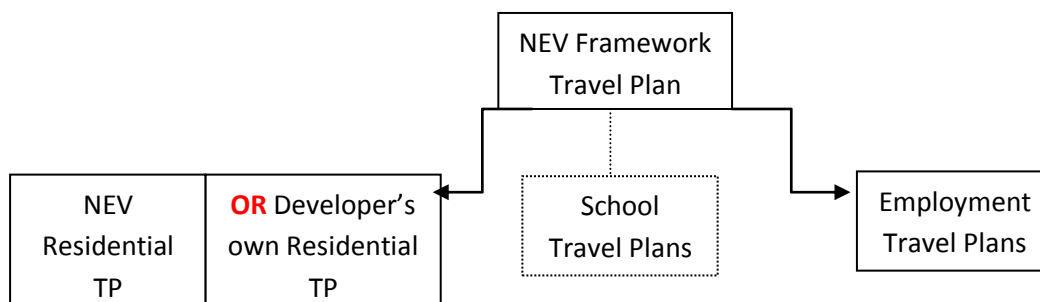 NEV Framework
Travel Plan
NEV
Residential
TP
OR Developer’s
own Residential
TP
School
Travel Plans
Employment
Travel Plans